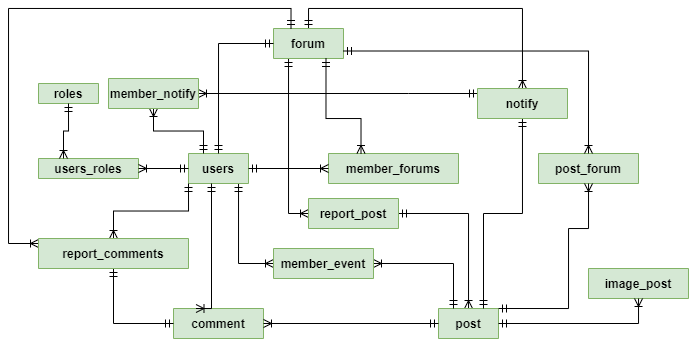 forum
roles
member_notify
notify
users_roles
users
member_forums
post_forum
report_post
report_comments
member_event
image_post
comment
post